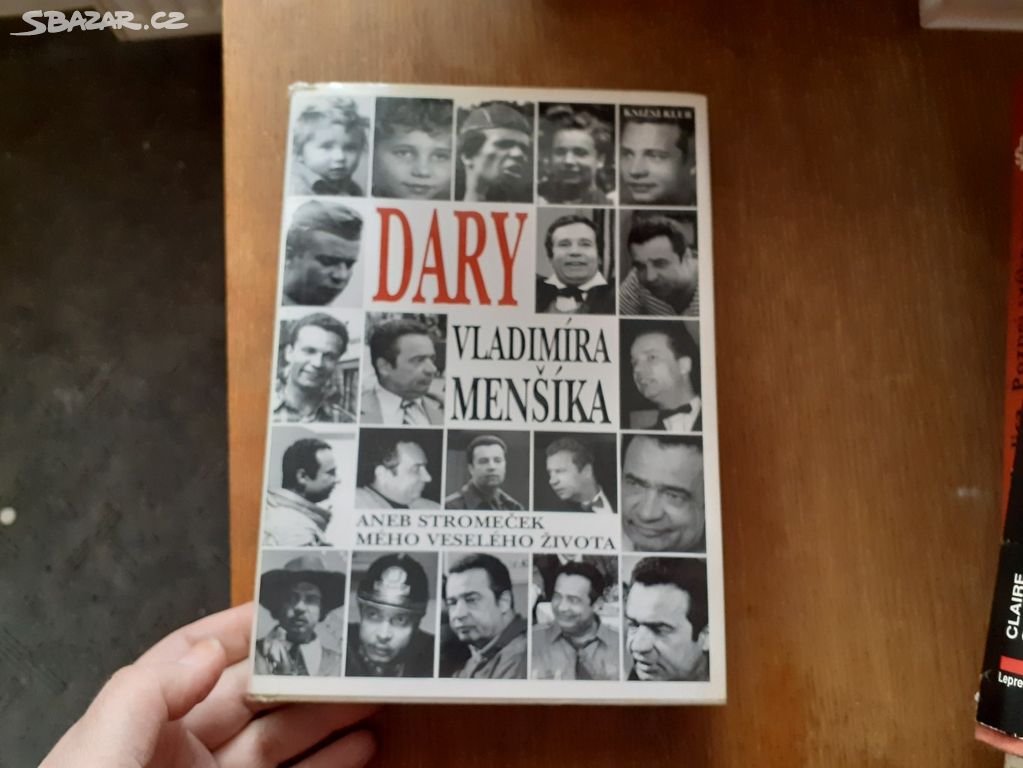 SBAZAR.CZ
KNIŽNÍ KLUB
DARY
VLADIMÍRA
MENŠÍKA
ANEB STROMEČEK
MÉHO VESELÉHO ŽIVOTA
CLAIRE